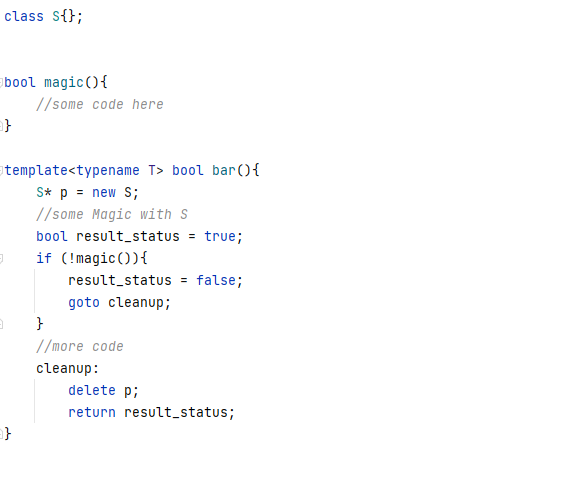 class S{};
bool magic(){
    //some code here
}
template<typename T> bool bar(){
    S* p = new S;
    //some Magic with S
    bool result_status = true;
    if (!magic()){
        result_status = false;
        goto cleanup;
    }
    //more code
    cleanup:
        delete p;
        return result_status;
}